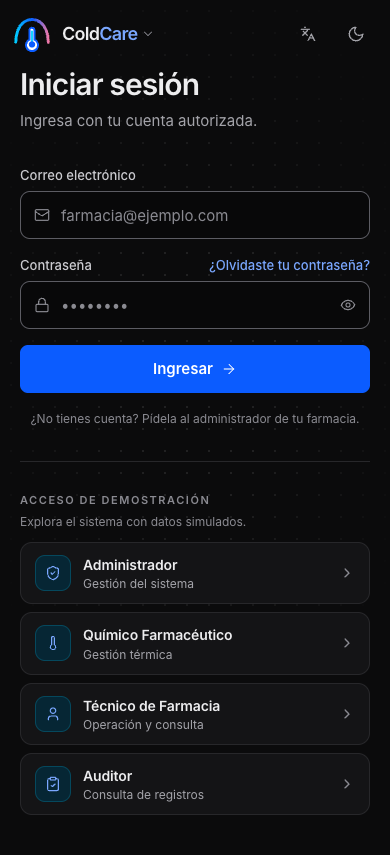 ColdCare
Iniciar sesión
Ingresa con tu cuenta autorizada.
Correo electrónico
farmacia@ejemplo.com
Contraseña
¿Olvidaste tu contraseña?
••••••••
Ingresar
¿No tienes cuenta? Pídela al administrador de tu farmacia.
ACCESO DE DEMOSTRACIÓN
Explora el sistema con datos simulados.
Administrador
Gestión del sistema
Químico Farmacéutico
Gestión térmica
Técnico de Farmacia
Operación y consulta
Auditor
Consulta de registros